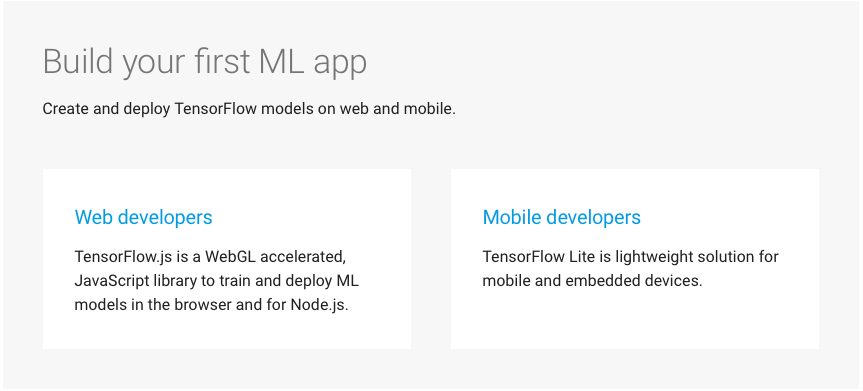 Build your first ML app
Create and deploy TensorFlow models on web and mobile.
Web developers
TensorFlow.js is a WebGL accelerated,
JavaScript library to train and deploy ML
models in the browser and for Node.js.
Mobile developers
TensorFlow Lite is lightweight solution for
mobile and embedded devices.